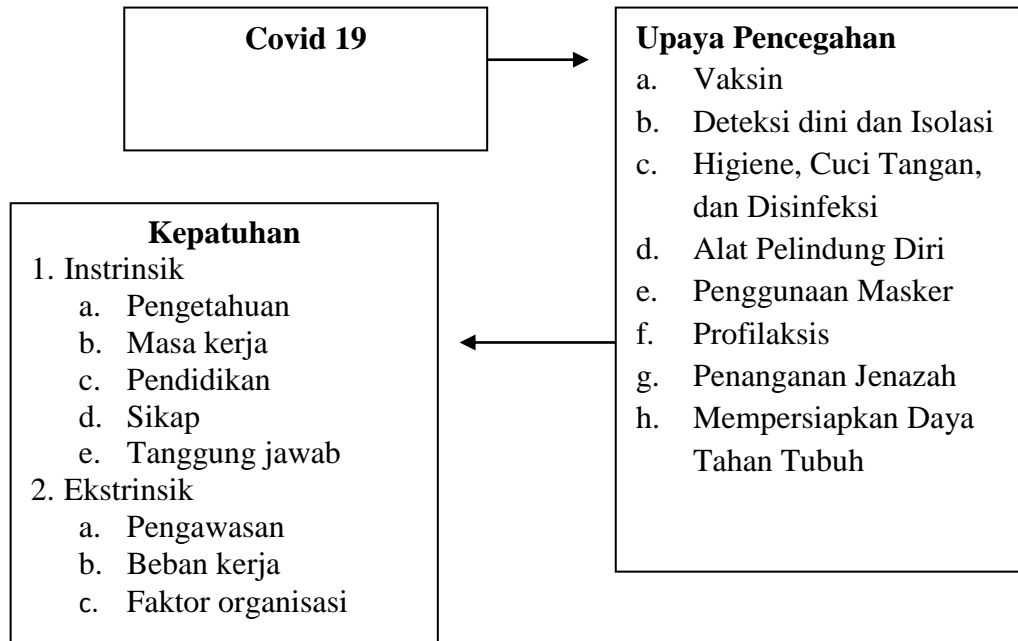 Covid 19
Upaya Pencegahan
a. Vaksin
b. Deteksi dini dan Isolasi
c. Higiene, Cuci Tangan,
dan Disinfeksi
d. Alat Pelindung Diri
e. Penggunaan Masker
f. Profilaksis
g. Penanganan Jenazah
h. Mempersiapkan Daya
Tahan Tubuh
Kepatuhan
1. Instrinsik
a. Pengetahuan
b. Masa kerja
c. Pendidikan
d. Sikap
e. Tanggung jawab
2. Ekstrinsik
a. Pengawasan
b. Beban kerja
c. Faktor organisasi